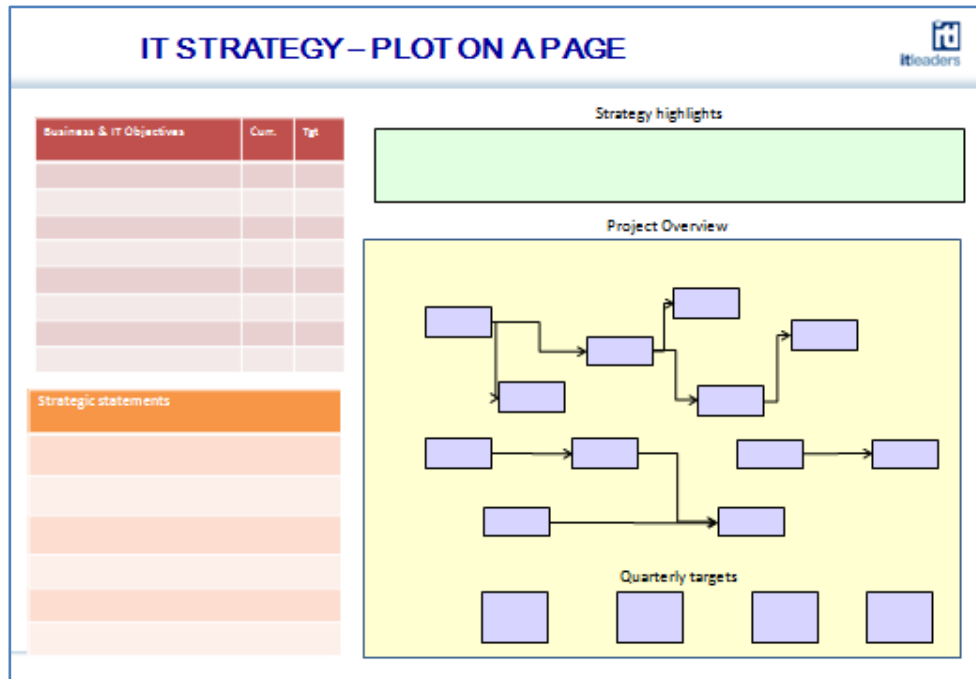 IT STRATEGY – PLOT ON A PAGE
itl
itleaders
Business & IT Objectives Curr. Tgt
Strategy highlights
Project Overview
Strategic statements
Quarterly targets